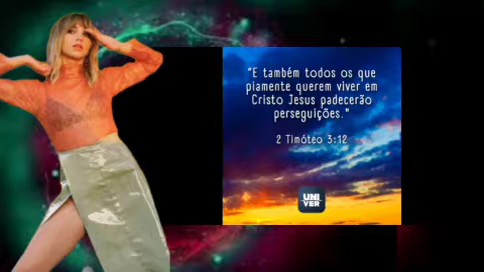 "E também todos os que
piamente querem viver em
Cristo Jesus padecerão
perseguições."
2 Timóteo 3:12
UNI
VER